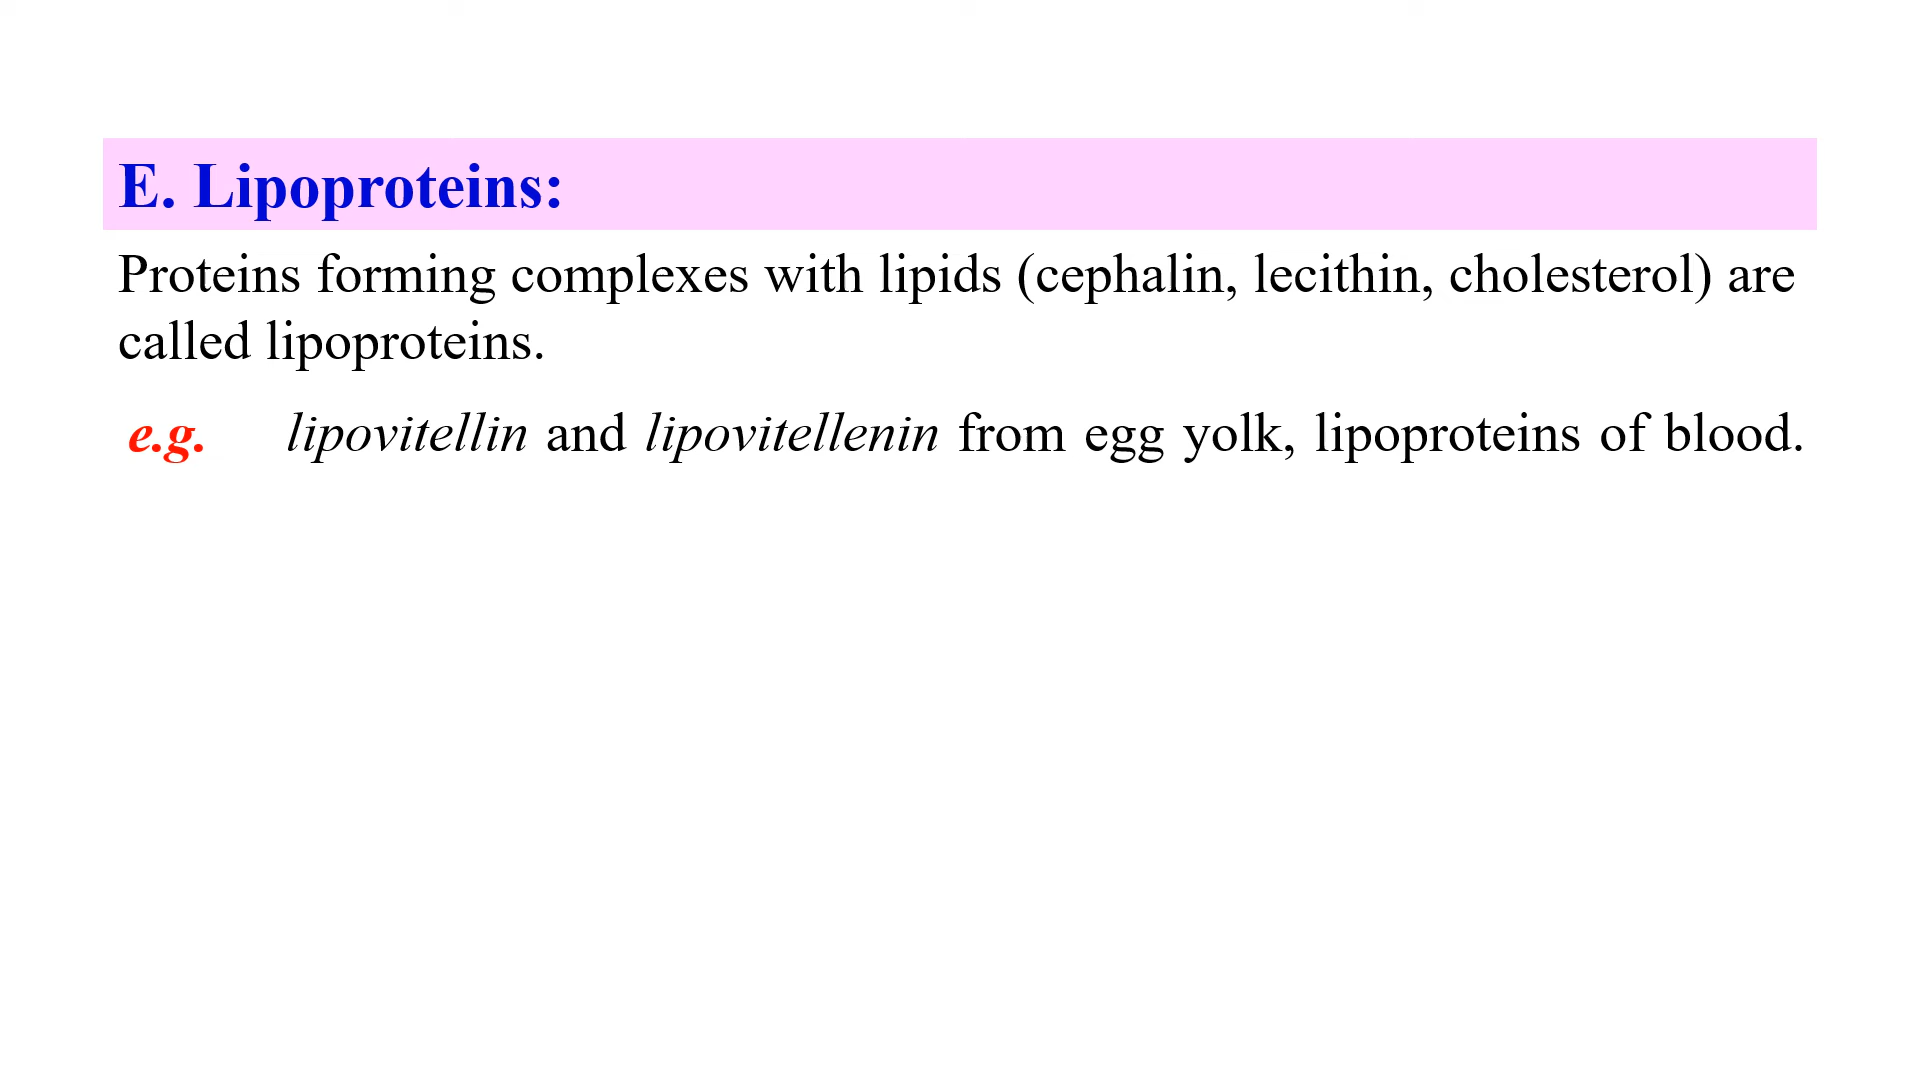 E. Lipoproteins:
Proteins forming complexes with lipids (cephalin, lecithin, cholesterol) are
called lipoproteins.
e.g. lipovitellin and lipovitellenin from egg yolk, lipoproteins of blood.